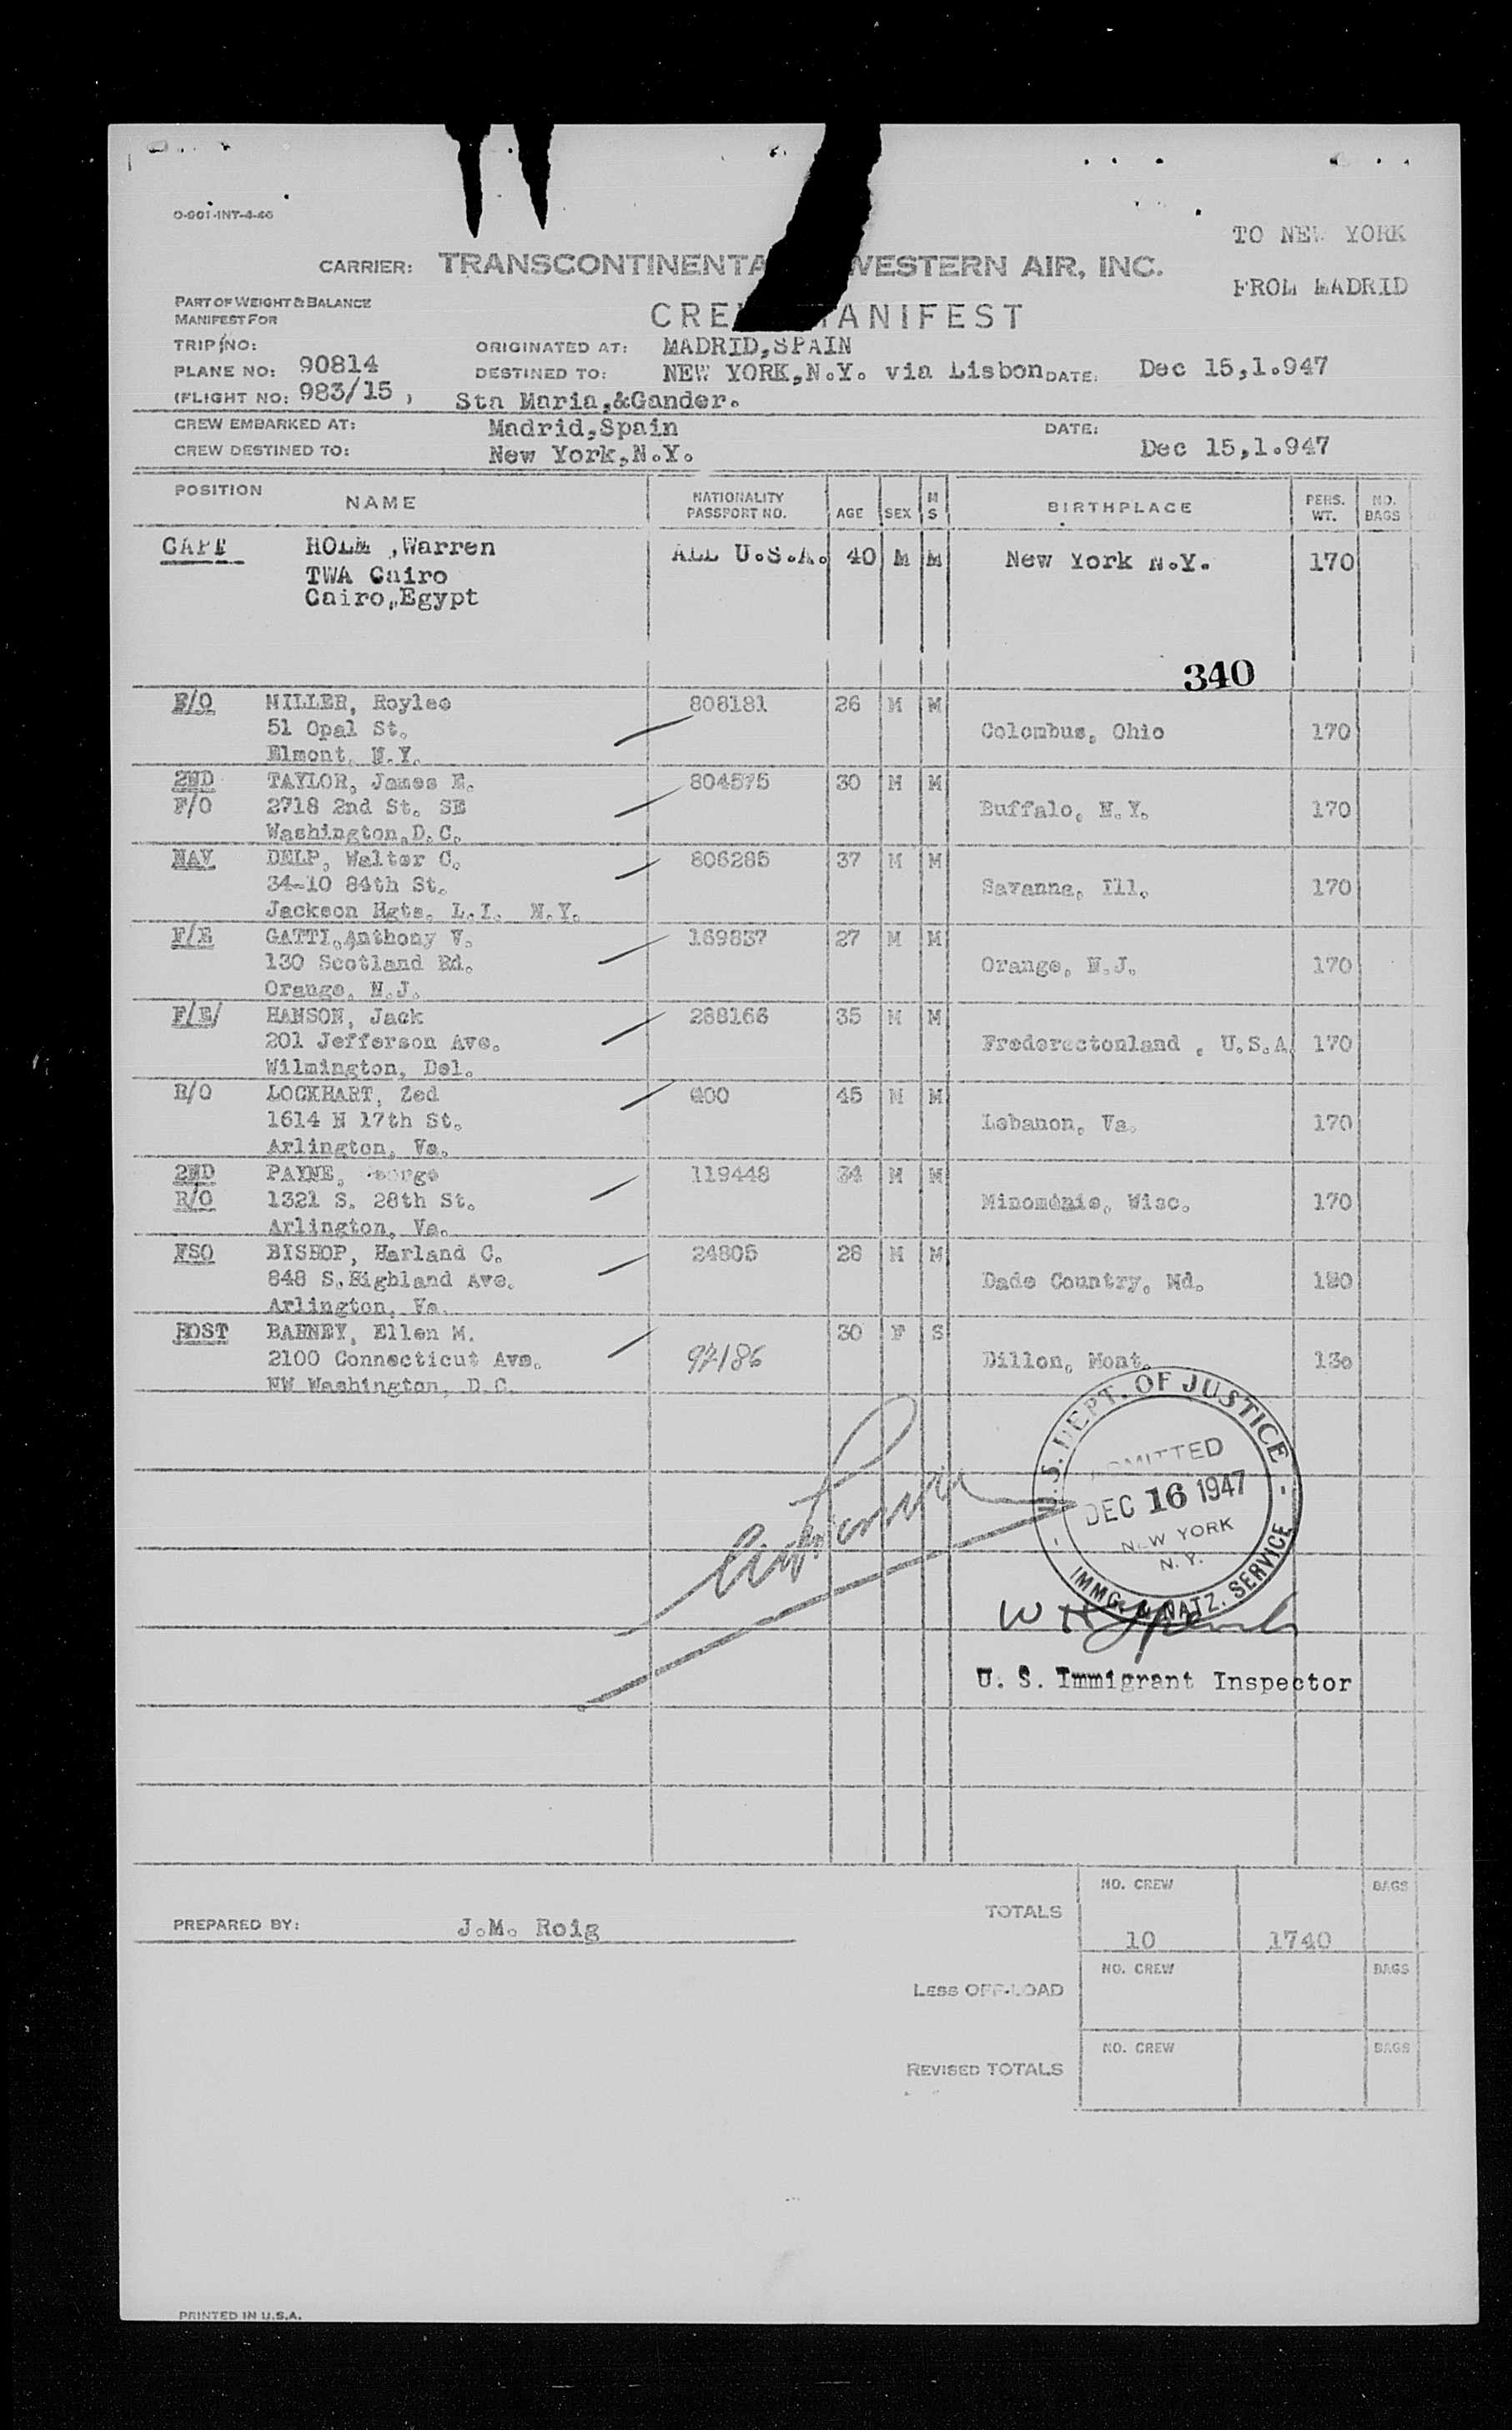 O-901-INT-4-46
TO NEW YORK
CARRIER: TRANSCONTINENTA WESTERN AIR, INC.
FROM MADRID
PART OF WEIGHT & BALANCE
MANIFEST FOR
CRE ANIFEST
TRIP NO: ORIGINATED AT: MADRID,SPAIN
PLANE NO: 90814 DESTINED TO: NEW YORK,N.Y. via Lisbon DATE: Dec 15,1.947
(FLIGHT NO: 983/15 ) Sta Maria,&Gander.
CREW EMBARKED AT: Madrid,Spain DATE:
CREW DESTINED TO: New York,N.Y. Dec 15,1.947
POSITION NAME NATIONALITY PASSPORT NO. AGE SEX M S BIRTHPLACE PERS. WT. NO. BAGS
CAPT HOLM ,Warren ALL U.S.A. 40 M M New York N.Y. 170
TWA Cairo
Cairo,Egypt
340
F/O MILLER, Roylee 808181 26 M M
51 Opal St. Colombus, Ohio 170
Elmont, N.Y.
2ND TAYLOR, James E. 804575 30 M M
F/O 2718 2nd St. SE Buffalo, N.Y. 170
Washington,D.C.
NAV DELP, Walter C. 806285 37 M M
34-10 84th St. Savanna, Ill. 170
Jackson Hgts. L.I. N.Y.
F/E GATTI,Anthony V. 169837 27 M M
130 Scotland Rd. Orange, N.J. 170
Orange, N.J.
F/E/ HANSON, Jack 288166 35 M M
201 Jefferson Ave. Frederectonland , U.S.A. 170
Wilmington, Del.
R/O LOCKHART, Zed 400 45 M M
1614 N 17th St. Lebanon, Va. 170
Arlington, Va.
2ND PAYNE, George 119448 34 M M
R/O 1321 S. 28th St. Minoménie, Wisc. 170
Arlington, Va.
FSO BISHOP, Harland C. 24805 28 M M
848 S.Highland Ave. Dade Country, Md. 180
Arlington, Va.
HOST BARNEY, Ellen M. 30 F S
2100 Connecticut Ave. 94186 Dillon, Mont. 130
NW Washington, D.C.
U.S. DEPT. OF JUSTICE
ADMITTED
DEC 16 1947
NEW YORK
N.Y.
IMMG. & NATZ. SERVICE
U. S. Immigrant Inspector
NO. CREW BAGS
TOTALS
PREPARED BY: J.M. Roig 10 1740
NO. CREW BAGS
LESS OFF-LOAD
NO. CREW BAGS
REVISED TOTALS
PRINTED IN U.S.A.